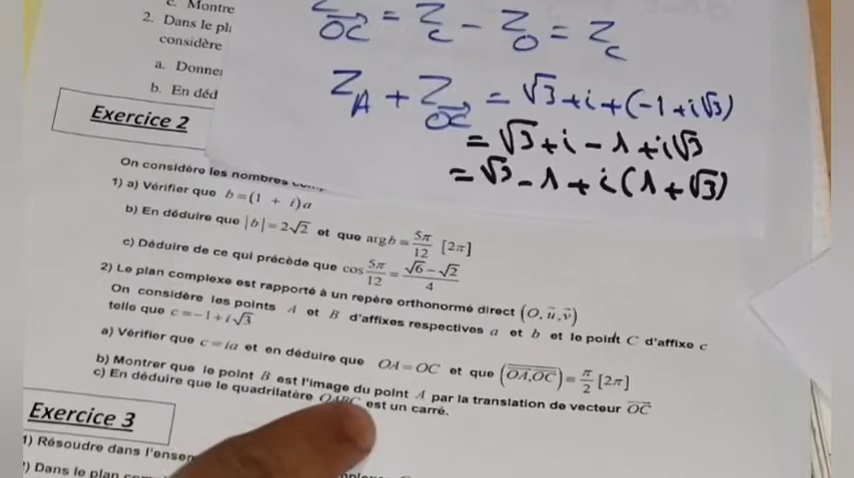 c. Montre
2. Dans le pl
considère
a. Donne
b. En déd
Z_OC = Z_C - Z_O = Z_C
Z_A + Z_OC = √3 + i + (-1 + i√3)
= √3 + i - 1 + i√3
= √3 - 1 + i(1 + √3)
Exercice 2
On considère les nombres
1) a) Vérifier que b=(1 + i)a
b) En déduire que |b|=2√2 et que arg b = 5π/12 [2π]
c) Déduire de ce qui précède que cos 5π/12 = (√6-√2)/4
2) Le plan complexe est rapporté à un repère orthonormé direct (O,u⃗,v⃗)
On considère les points A et B d'affixes respectives a et b et le point C d'affixe c
telle que c=-1+i√3
a) Vérifier que c=ia et en déduire que OA=OC et que (OA,OC) = π/2 [2π]
b) Montrer que le point B est l'image du point A par la translation de vecteur OC
c) En déduire que le quadrilatère OABC est un carré.
Exercice 3
1) Résoudre dans l'ensem
) Dans le plan